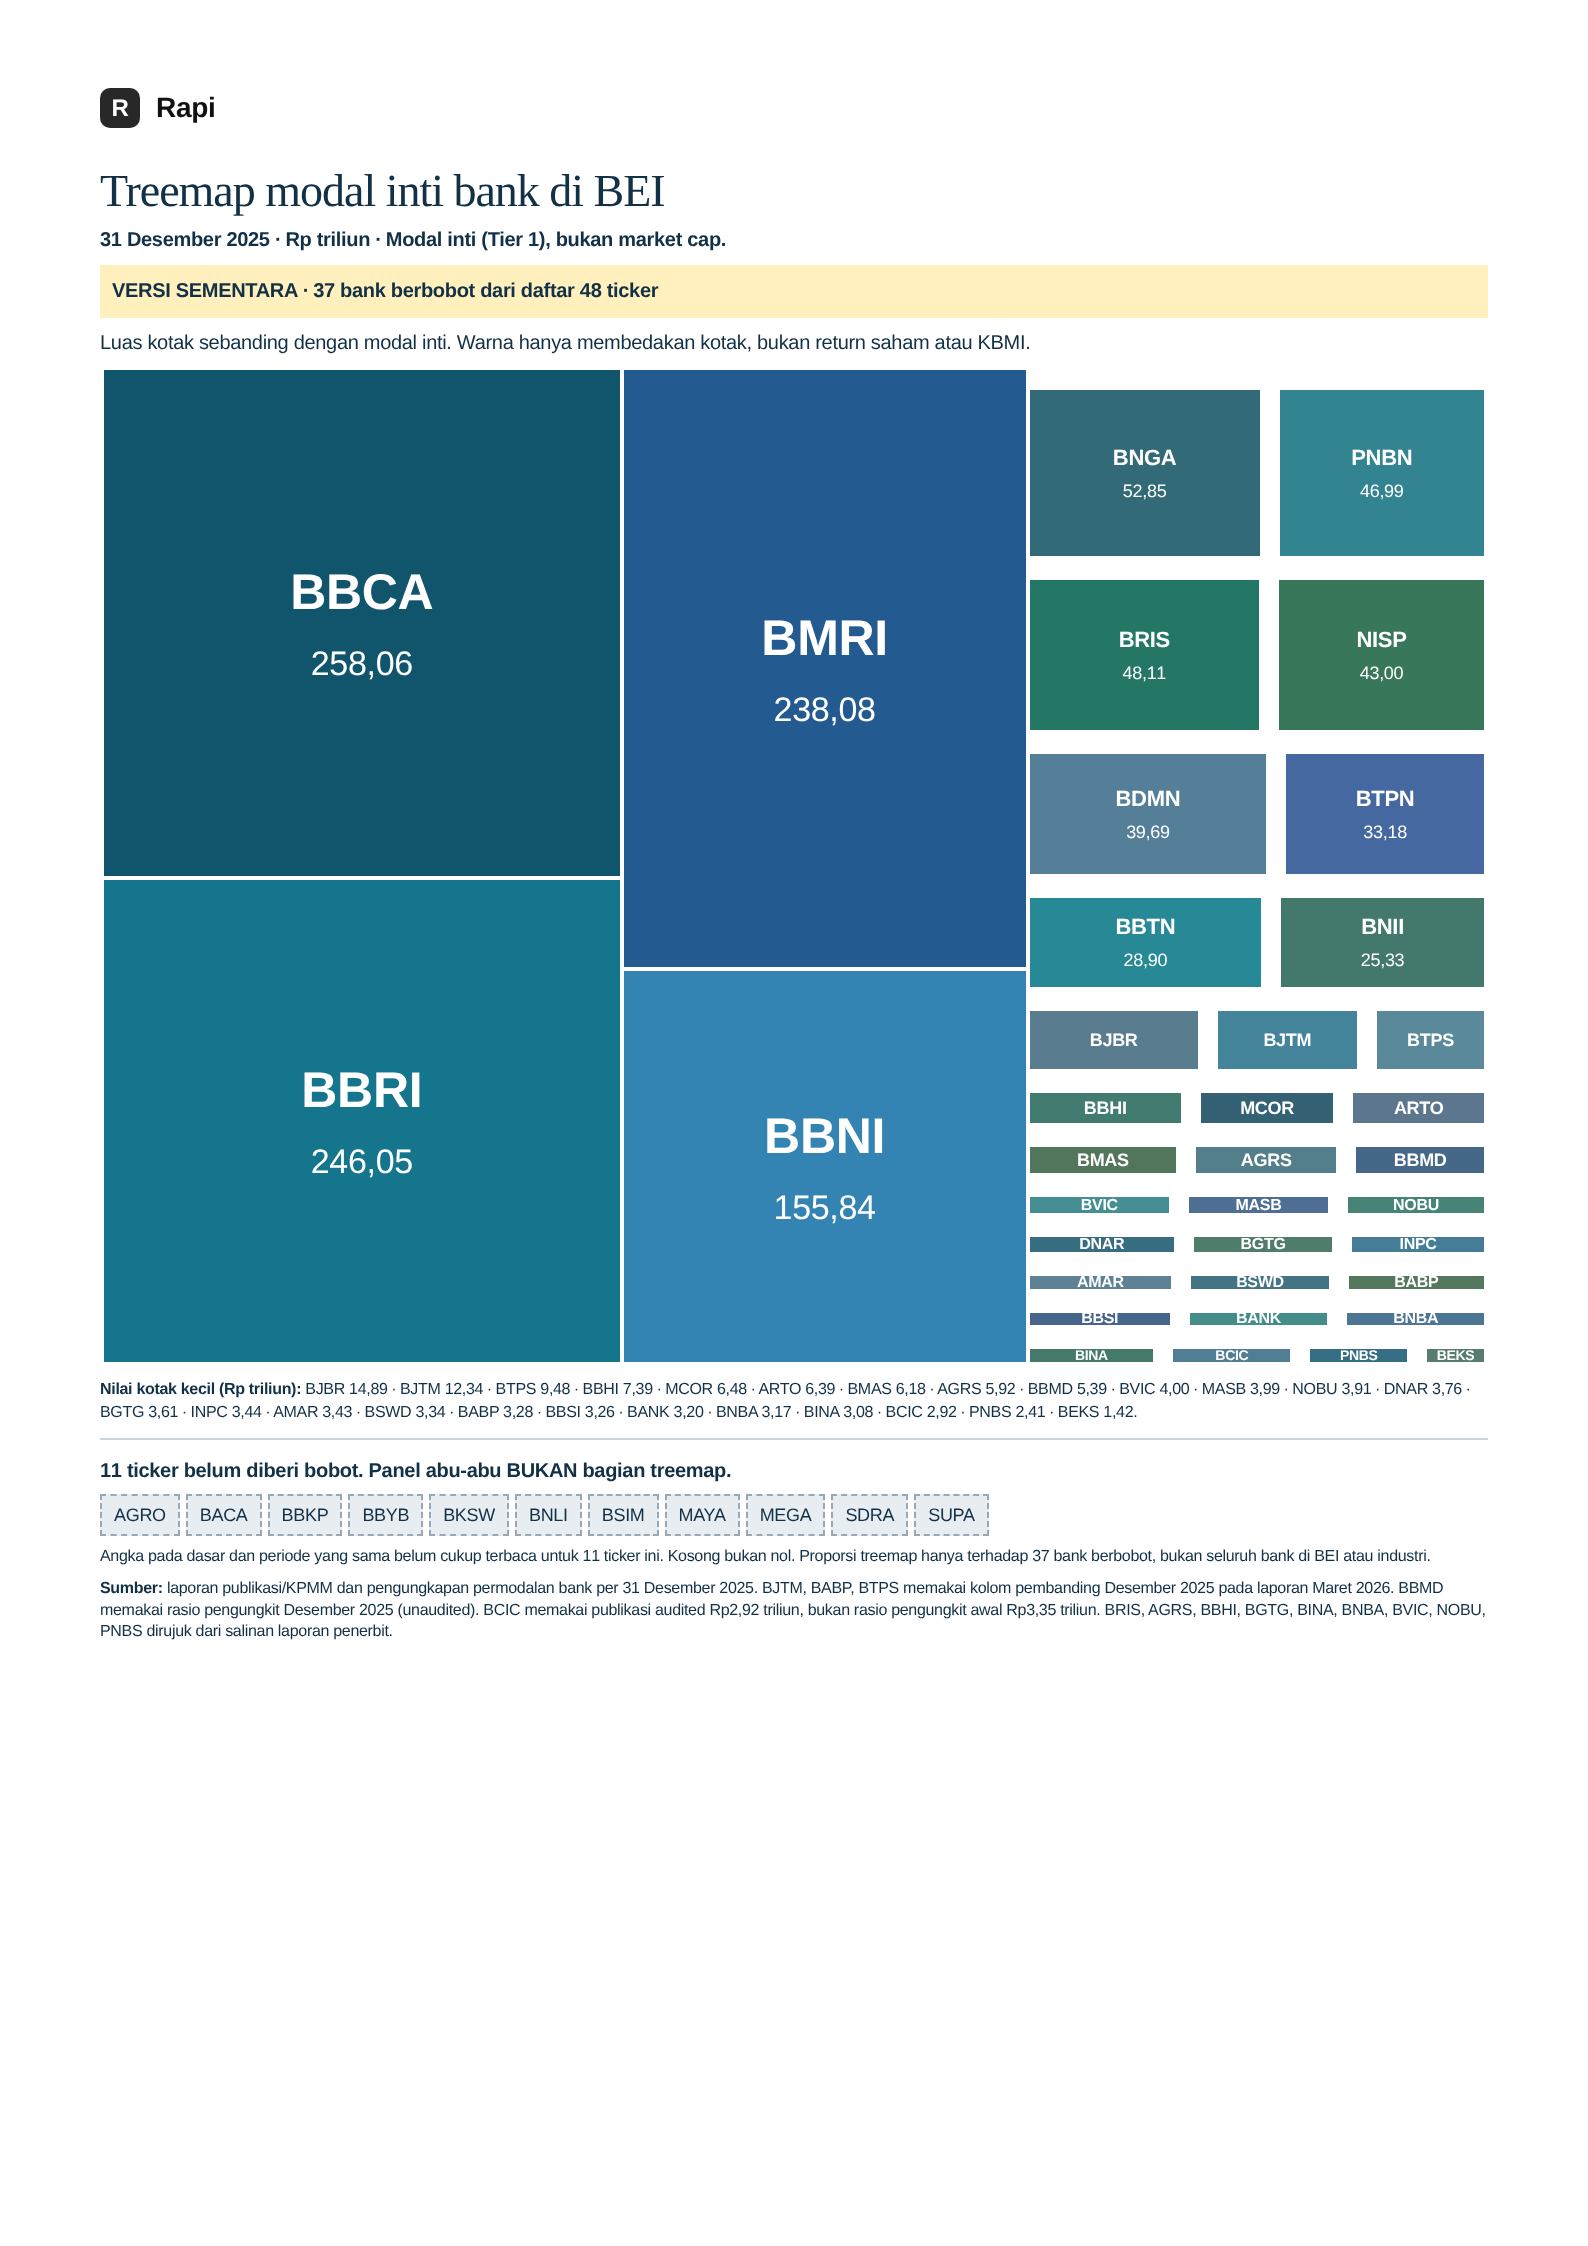 R Rapi
Treemap modal inti bank di BEI
31 Desember 2025 · Rp triliun · Modal inti (Tier 1), bukan market cap.
VERSI SEMENTARA · 37 bank berbobot dari daftar 48 ticker
Luas kotak sebanding dengan modal inti. Warna hanya membedakan kotak, bukan return saham atau KBMI.
BBCA
258,06
BBRI
246,05
BMRI
238,08
BBNI
155,84
BNGA
52,85
PNBN
46,99
BRIS
48,11
NISP
43,00
BDMN
39,69
BTPN
33,18
BBTN
28,90
BNII
25,33
BJBR BJTM BTPS
BBHI MCOR ARTO
BMAS AGRS BBMD
BVIC MASB NOBU
DNAR BGTG INPC
AMAR BSWD BABP
BBSI BANK BNBA
BINA BCIC PNBS BEKS
Nilai kotak kecil (Rp triliun): BJBR 14,89 · BJTM 12,34 · BTPS 9,48 · BBHI 7,39 · MCOR 6,48 · ARTO 6,39 · BMAS 6,18 · AGRS 5,92 · BBMD 5,39 · BVIC 4,00 · MASB 3,99 · NOBU 3,91 · DNAR 3,76 ·
BGTG 3,61 · INPC 3,44 · AMAR 3,43 · BSWD 3,34 · BABP 3,28 · BBSI 3,26 · BANK 3,20 · BNBA 3,17 · BINA 3,08 · BCIC 2,92 · PNBS 2,41 · BEKS 1,42.
11 ticker belum diberi bobot. Panel abu-abu BUKAN bagian treemap.
AGRO BACA BBKP BBYB BKSW BNLI BSIM MAYA MEGA SDRA SUPA
Angka pada dasar dan periode yang sama belum cukup terbaca untuk 11 ticker ini. Kosong bukan nol. Proporsi treemap hanya terhadap 37 bank berbobot, bukan seluruh bank di BEI atau industri.
Sumber: laporan publikasi/KPMM dan pengungkapan permodalan bank per 31 Desember 2025. BJTM, BABP, BTPS memakai kolom pembanding Desember 2025 pada laporan Maret 2026. BBMD
memakai rasio pengungkit Desember 2025 (unaudited). BCIC memakai publikasi audited Rp2,92 triliun, bukan rasio pengungkit awal Rp3,35 triliun. BRIS, AGRS, BBHI, BGTG, BINA, BNBA, BVIC, NOBU,
PNBS dirujuk dari salinan laporan penerbit.